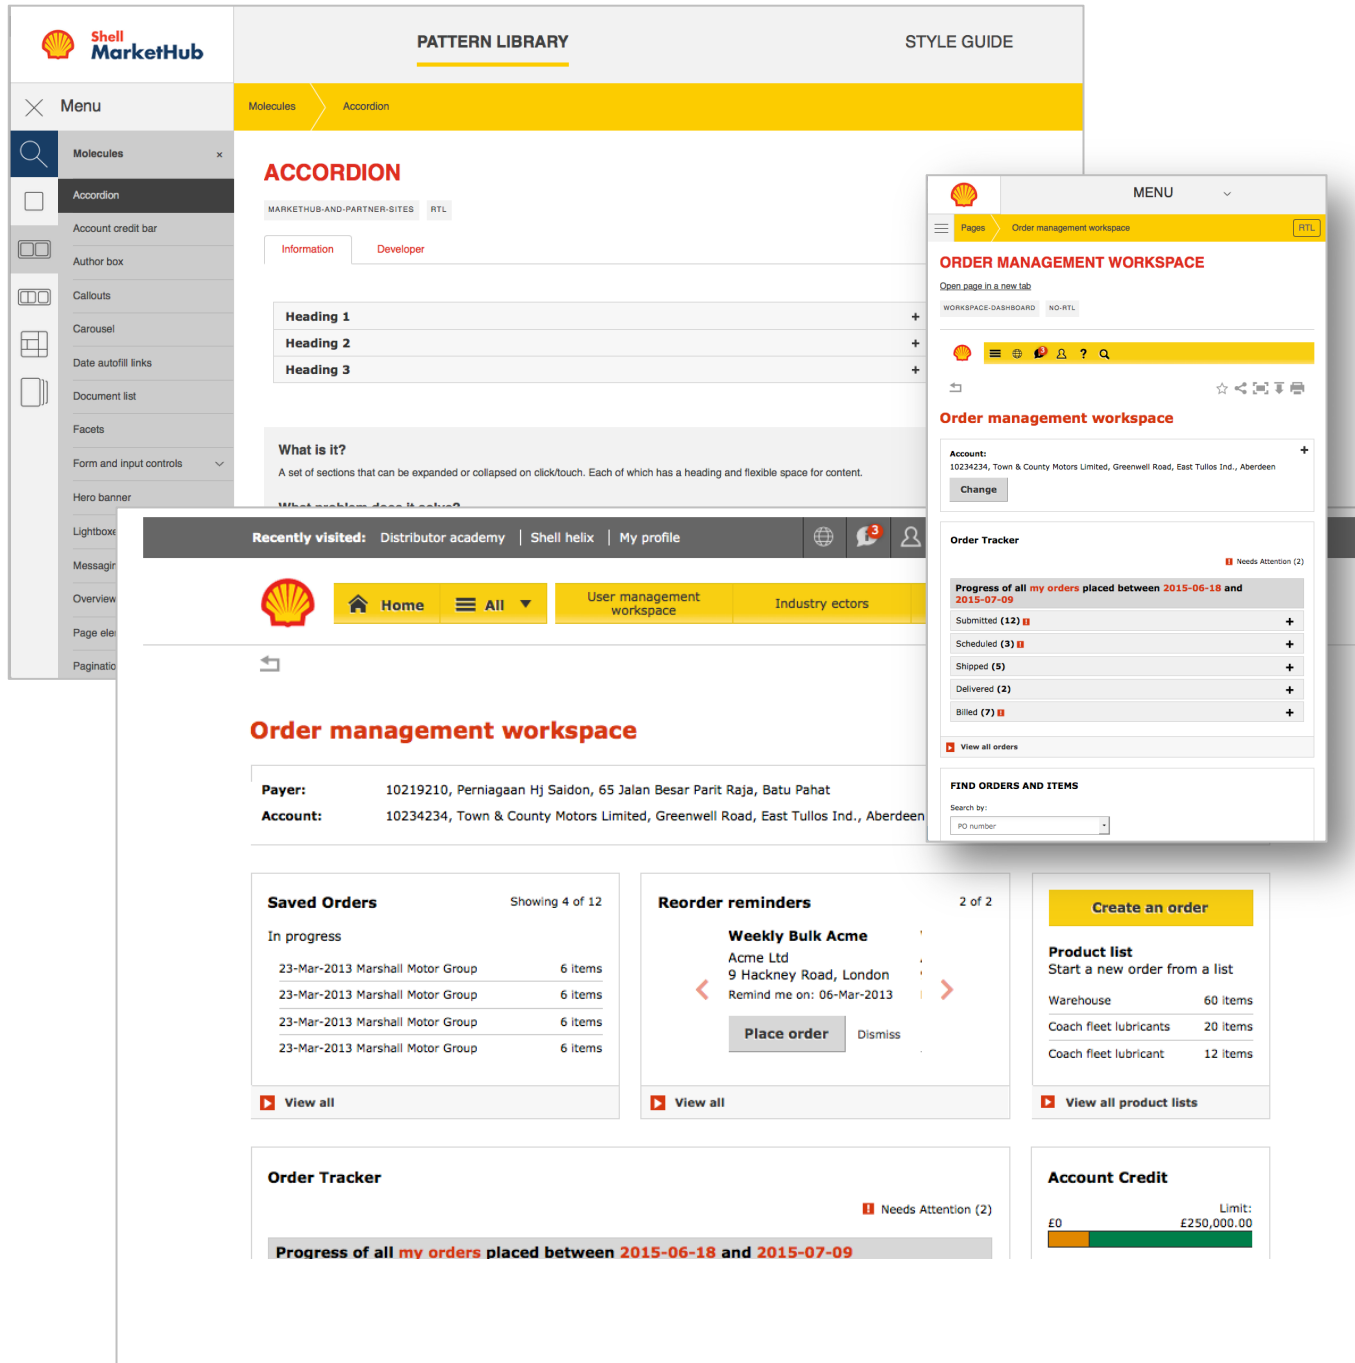 Shell
MarketHub
PATTERN LIBRARY
STYLE GUIDE
Menu
Molecules
Accordion
Molecules
×
Accordion
Account credit bar
Author box
Callouts
Carousel
Date autofill links
Document list
Facets
Form and input controls
Hero banner
Lightboxe
Messagin
Overview
Page ele
Paginatio
ACCORDION
MARKETHUB-AND-PARTNER-SITES RTL
Information
Developer
Heading 1 +
Heading 2 +
Heading 3 +
What is it?
A set of sections that can be expanded or collapsed on click/touch. Each of which has a heading and flexible space for content.
What problem does it solve?
MENU
Pages
Order management workspace
RTL
ORDER MANAGEMENT WORKSPACE
Open page in a new tab
WORKSPACE-DASHBOARD NO-RTL
3
?
Order management workspace
Account:
+
10234234, Town & County Motors Limited, Greenwell Road, East Tullos Ind., Aberdeen
Change
Order Tracker
! Needs Attention (2)
Progress of all my orders placed between 2015-06-18 and
2015-07-09
Submitted (12) ! +
Scheduled (3) ! +
Shipped (5) +
Delivered (2) +
Billed (7) ! +
View all orders
FIND ORDERS AND ITEMS
Search by:
PO number
Recently visited: Distributor academy | Shell helix | My profile
3
Home
All
User management
workspace
Industry ectors
Order management workspace
Payer: 10219210, Perniagaan Hj Saidon, 65 Jalan Besar Parit Raja, Batu Pahat
Account: 10234234, Town & County Motors Limited, Greenwell Road, East Tullos Ind., Aberdeen
Saved Orders
Showing 4 of 12
In progress
23-Mar-2013 Marshall Motor Group 6 items
23-Mar-2013 Marshall Motor Group 6 items
23-Mar-2013 Marshall Motor Group 6 items
23-Mar-2013 Marshall Motor Group 6 items
View all
Reorder reminders
2 of 2
Weekly Bulk Acme
Acme Ltd
9 Hackney Road, London
Remind me on: 06-Mar-2013
Place order
Dismiss
View all
Create an order
Product list
Start a new order from a list
Warehouse 60 items
Coach fleet lubricants 20 items
Coach fleet lubricant 12 items
View all product lists
Order Tracker
! Needs Attention (2)
Progress of all my orders placed between 2015-06-18 and 2015-07-09
Account Credit
Limit:
£0 £250,000.00